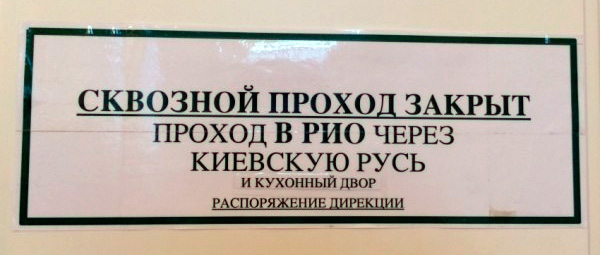 СКВОЗНОЙ ПРОХОД ЗАКРЫТ
ПРОХОД В РИО ЧЕРЕЗ
КИЕВСКУЮ РУСЬ
И КУХОННЫЙ ДВОР
РАСПОРЯЖЕНИЕ ДИРЕКЦИИ